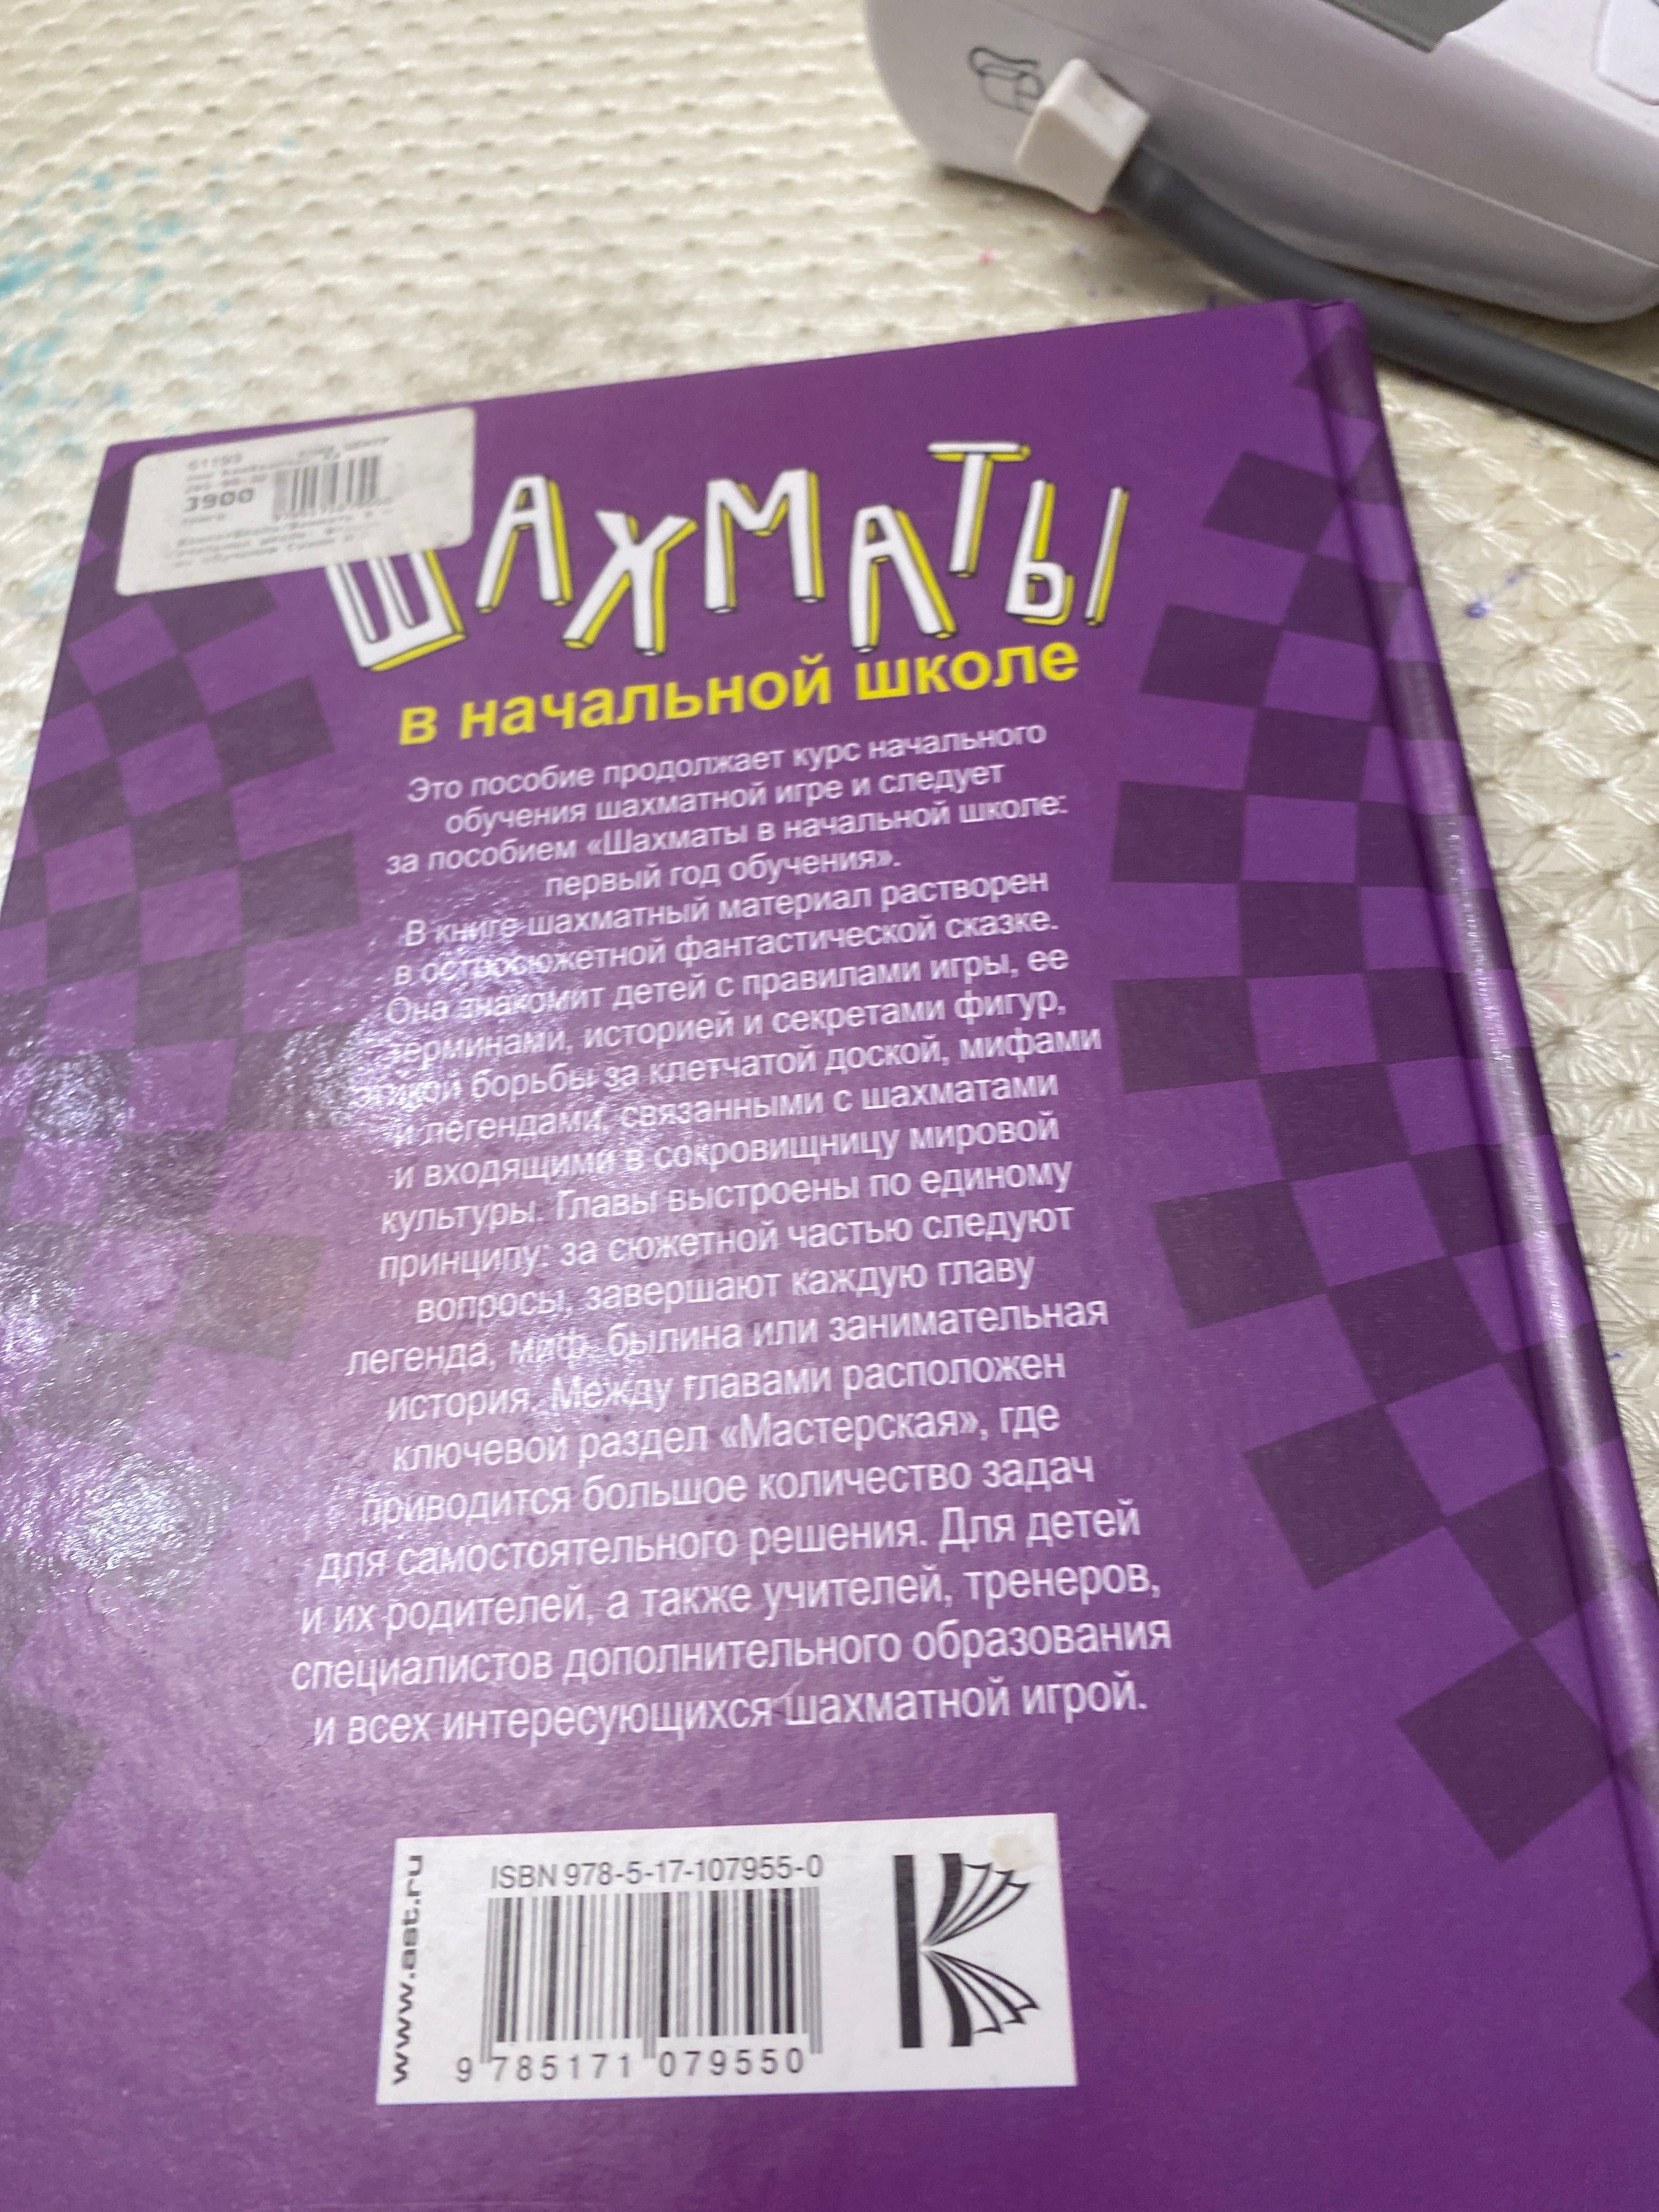 61193
3900
ШАХМАТЫ
в начальной школе
Это пособие продолжает курс начального
обучения шахматной игре и следует
за пособием «Шахматы в начальной школе:
первый год обучения».
В книге шахматный материал растворен
в остросюжетной фантастической сказке.
Она знакомит детей с правилами игры, ее
терминами, историей и секретами фигур,
этикой борьбы за клетчатой доской, мифами
и легендами, связанными с шахматами
и входящими в сокровищницу мировой
культуры. Главы выстроены по единому
принципу: за сюжетной частью следуют
вопросы, завершают каждую главу
легенда, миф, былина или занимательная
история. Между главами расположен
ключевой раздел «Мастерская», где
приводится большое количество задач
для самостоятельного решения. Для детей
и их родителей, а также учителей, тренеров,
специалистов дополнительного образования
и всех интересующихся шахматной игрой.
www.ast.ru
ISBN 978-5-17-107955-0
9 785171 079550